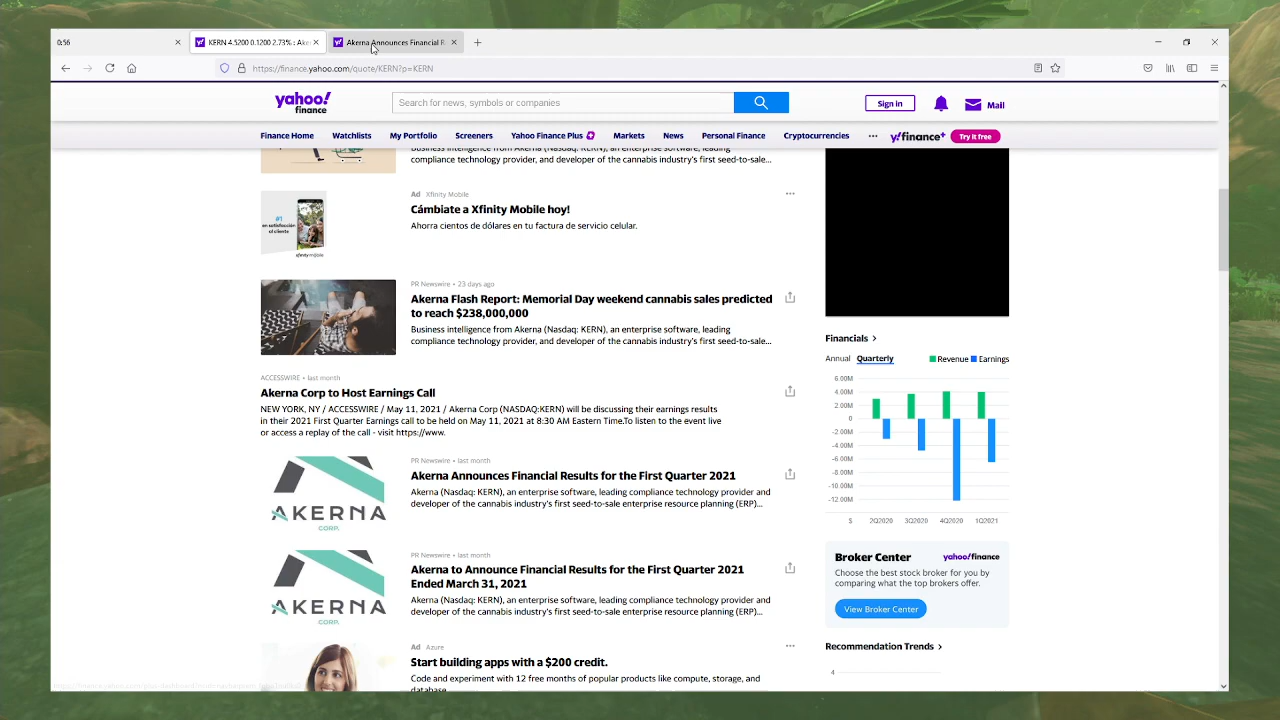 0:56
KERN 4.5200 0.1200 2.73% : Ake
Akerna Announces Financial R
https://finance.yahoo.com/quote/KERN?p=KERN
yahoo!
finance
Search for news, symbols or companies
Sign in
Mail
Finance Home
Watchlists
My Portfolio
Screeners
Yahoo Finance Plus
Markets
News
Personal Finance
Cryptocurrencies
...
y!finance+
Try it free
Business intelligence from Akerna (Nasdaq: KERN), an enterprise software, leading
compliance technology provider, and developer of the cannabis industry's first seed-to-sale...
Ad Xfinity Mobile
Cámbiate a Xfinity Mobile hoy!
Ahorra cientos de dólares en tu factura de servicio celular.
#1
en satisfacción
al cliente
xfinity mobile
PR Newswire • 23 days ago
Akerna Flash Report: Memorial Day weekend cannabis sales predicted
to reach $238,000,000
Business intelligence from Akerna (Nasdaq: KERN), an enterprise software, leading
compliance technology provider, and developer of the cannabis industry's first seed-to-sale...
ACCESSWIRE • last month
Akerna Corp to Host Earnings Call
NEW YORK, NY / ACCESSWIRE / May 11, 2021 / Akerna Corp (NASDAQ:KERN) will be discussing their earnings results
in their 2021 First Quarter Earnings call to be held on May 11, 2021 at 8:30 AM Eastern Time.To listen to the event live
or access a replay of the call - visit https://www.
PR Newswire • last month
Akerna Announces Financial Results for the First Quarter 2021
Akerna (Nasdaq: KERN), an enterprise software, leading compliance technology provider and
developer of the cannabis industry's first seed-to-sale enterprise resource planning (ERP)...
AKERNA
CORP.
PR Newswire • last month
Akerna to Announce Financial Results for the First Quarter 2021
Ended March 31, 2021
Akerna (Nasdaq: KERN), an enterprise software, leading compliance technology provider and
developer of the cannabis industry's first seed-to-sale enterprise resource planning (ERP)...
AKERNA
CORP.
Ad Azure
Start building apps with a $200 credit.
Code and experiment with 12 free months of popular products like compute, storage, and
database.
Financials
Annual Quarterly
Revenue Earnings
6.00M
4.00M
2.00M
0
-2.00M
-4.00M
-6.00M
-8.00M
-10.00M
-12.00M
$ 2Q2020 3Q2020 4Q2020 1Q2021
Broker Center yahoo!finance
Choose the best stock broker for you by
comparing what the top brokers offer.
View Broker Center
Recommendation Trends
4